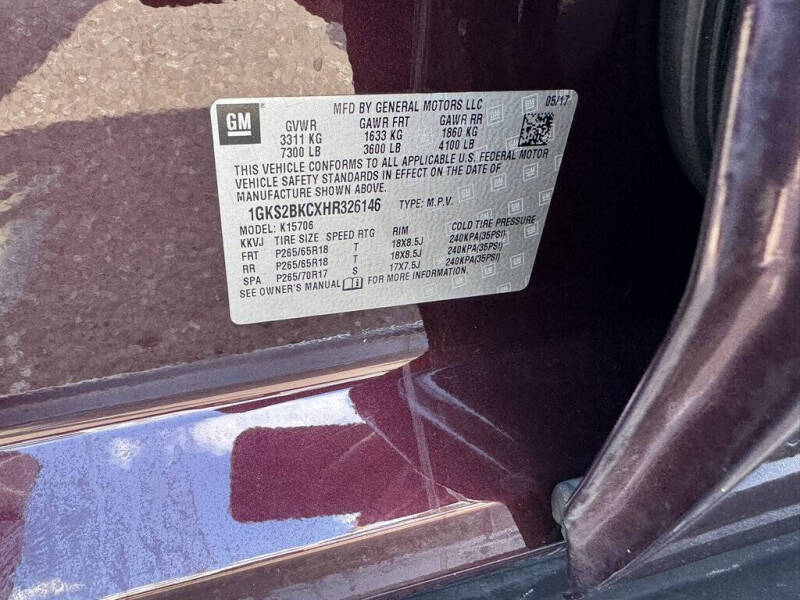 GM
MFD BY GENERAL MOTORS LLC 05/17
GVWR GAWR FRT GAWR RR
3311 KG 1633 KG 1860 KG
7300 LB 3600 LB 4100 LB
THIS VEHICLE CONFORMS TO ALL APPLICABLE U.S. FEDERAL MOTOR
VEHICLE SAFETY STANDARDS IN EFFECT ON THE DATE OF
MANUFACTURE SHOWN ABOVE.
1GKS2BKCXHR326146 TYPE: M.P.V.
MODEL: K15706
KKVJ TIRE SIZE SPEED RTG RIM COLD TIRE PRESSURE
FRT P265/65R18 T 18X8.5J 240KPA(35PSI)
RR P265/65R18 T 18X8.5J 240KPA(35PSI)
SPA P265/70R17 S 17X7.5J 240KPA(35PSI)
SEE OWNER'S MANUAL FOR MORE INFORMATION.